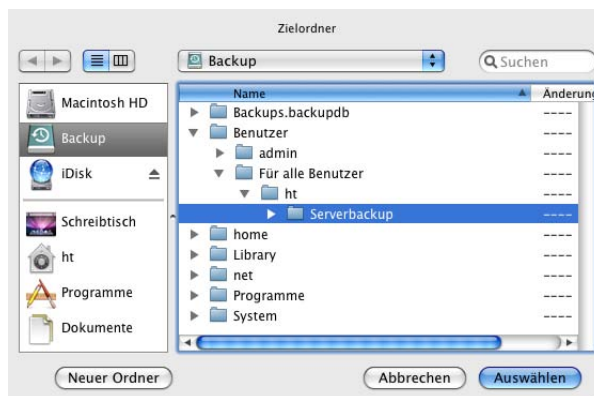 Zielordner
Backup
Suchen
Name Änderung
Macintosh HD
Backup
iDisk
Schreibtisch
ht
Programme
Dokumente
Backups.backupdb ----
Benutzer ----
admin ----
Für alle Benutzer ----
ht ----
Serverbackup ----
home ----
Library ----
net ----
Programme ----
System ----
Neuer Ordner Abbrechen Auswählen